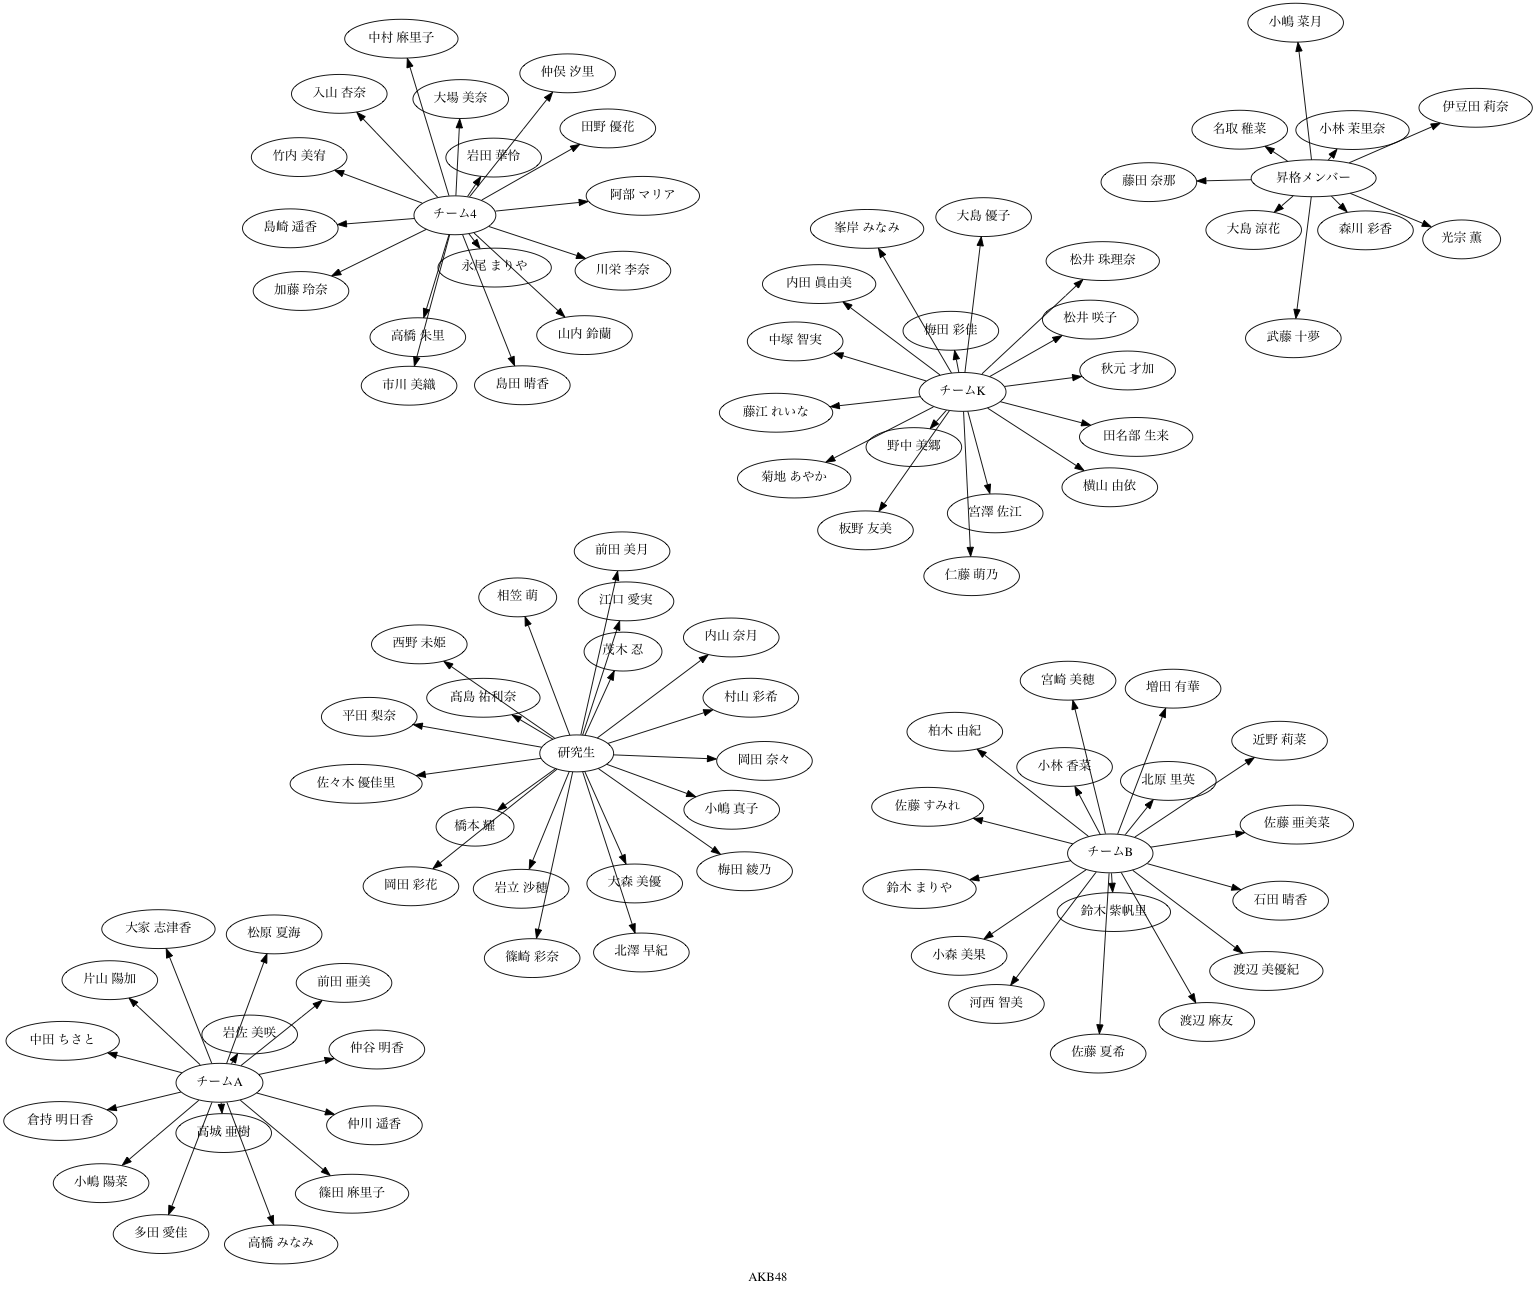 中村 麻里子
仲俣 汐里
入山 杏奈
大場 美奈
田野 優花
竹内 美宥
岩田 華怜
阿部 マリア
チーム4
島崎 遥香
永尾 まりや
川栄 李奈
加藤 玲奈
高橋 朱里
山内 鈴蘭
市川 美織
島田 晴香
小嶋 菜月
伊豆田 莉奈
名取 稚菜
小林 茉里奈
藤田 奈那
昇格メンバー
大島 涼花
森川 彩香
光宗 薫
武藤 十夢
大島 優子
峯岸 みなみ
松井 珠理奈
内田 眞由美
松井 咲子
中塚 智実
梅田 彩佳
秋元 才加
チームK
藤江 れいな
野中 美郷
田名部 生来
菊地 あやか
横山 由依
板野 友美
宮澤 佐江
仁藤 萌乃
前田 美月
相笠 萌
江口 愛実
西野 未姫
茂木 忍
内山 奈月
髙島 祐利奈
村山 彩希
平田 梨奈
研究生
岡田 奈々
佐々木 優佳里
小嶋 真子
橋本 耀
岡田 彩花
岩立 沙穂
大森 美優
梅田 綾乃
篠崎 彩奈
北澤 早紀
宮崎 美穂
増田 有華
柏木 由紀
近野 莉菜
小林 香菜
北原 里英
佐藤 すみれ
佐藤 亜美菜
チームB
鈴木 まりや
鈴木 紫帆里
石田 晴香
小森 美果
渡辺 美優紀
河西 智美
渡辺 麻友
佐藤 夏希
大家 志津香
松原 夏海
片山 陽加
前田 亜美
中田 ちさと
岩佐 美咲
仲谷 明香
チームA
倉持 明日香
高城 亜樹
仲川 遥香
小嶋 陽菜
篠田 麻里子
多田 愛佳
高橋 みなみ
AKB48